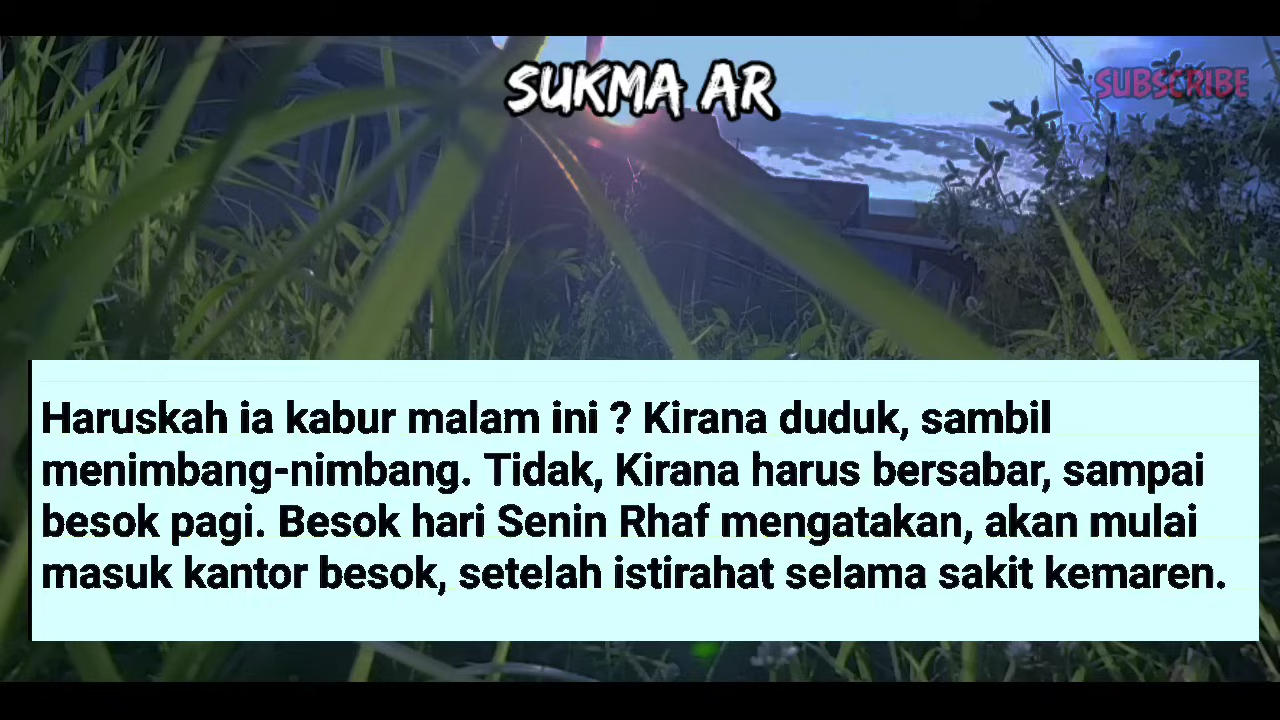 SUKMA AR
SUBSCRIBE
Haruskah ia kabur malam ini ? Kirana duduk, sambil
menimbang-nimbang. Tidak, Kirana harus bersabar, sampai
besok pagi. Besok hari Senin Rhaf mengatakan, akan mulai
masuk kantor besok, setelah istirahat selama sakit kemaren.